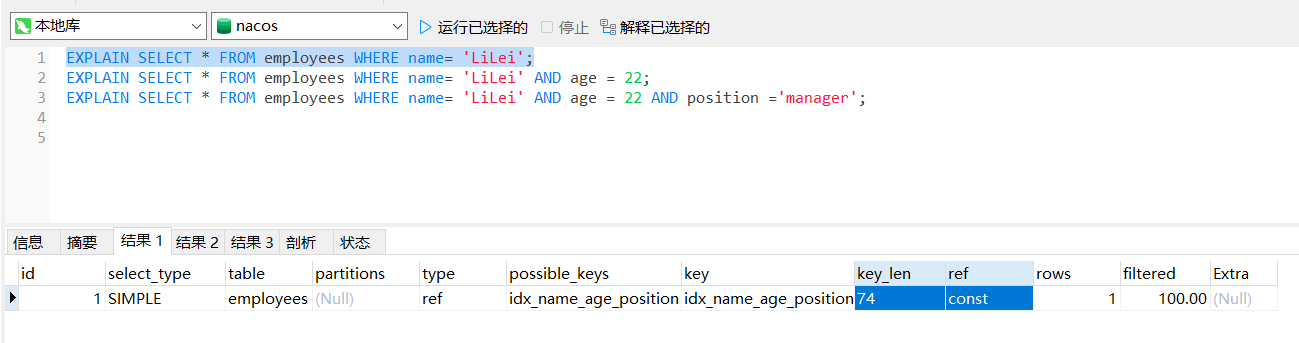 本地库 nacos 运行已选择的 停止 解释已选择的
1 EXPLAIN SELECT * FROM employees WHERE name= 'LiLei';
2 EXPLAIN SELECT * FROM employees WHERE name= 'LiLei' AND age = 22;
3 EXPLAIN SELECT * FROM employees WHERE name= 'LiLei' AND age = 22 AND position ='manager';
4
5
信息 摘要 结果 1 结果 2 结果 3 剖析 状态
id select_type table partitions type possible_keys key key_len ref rows filtered Extra
1 SIMPLE employees (Null) ref idx_name_age_position idx_name_age_position 74 const 1 100.00 (Null)